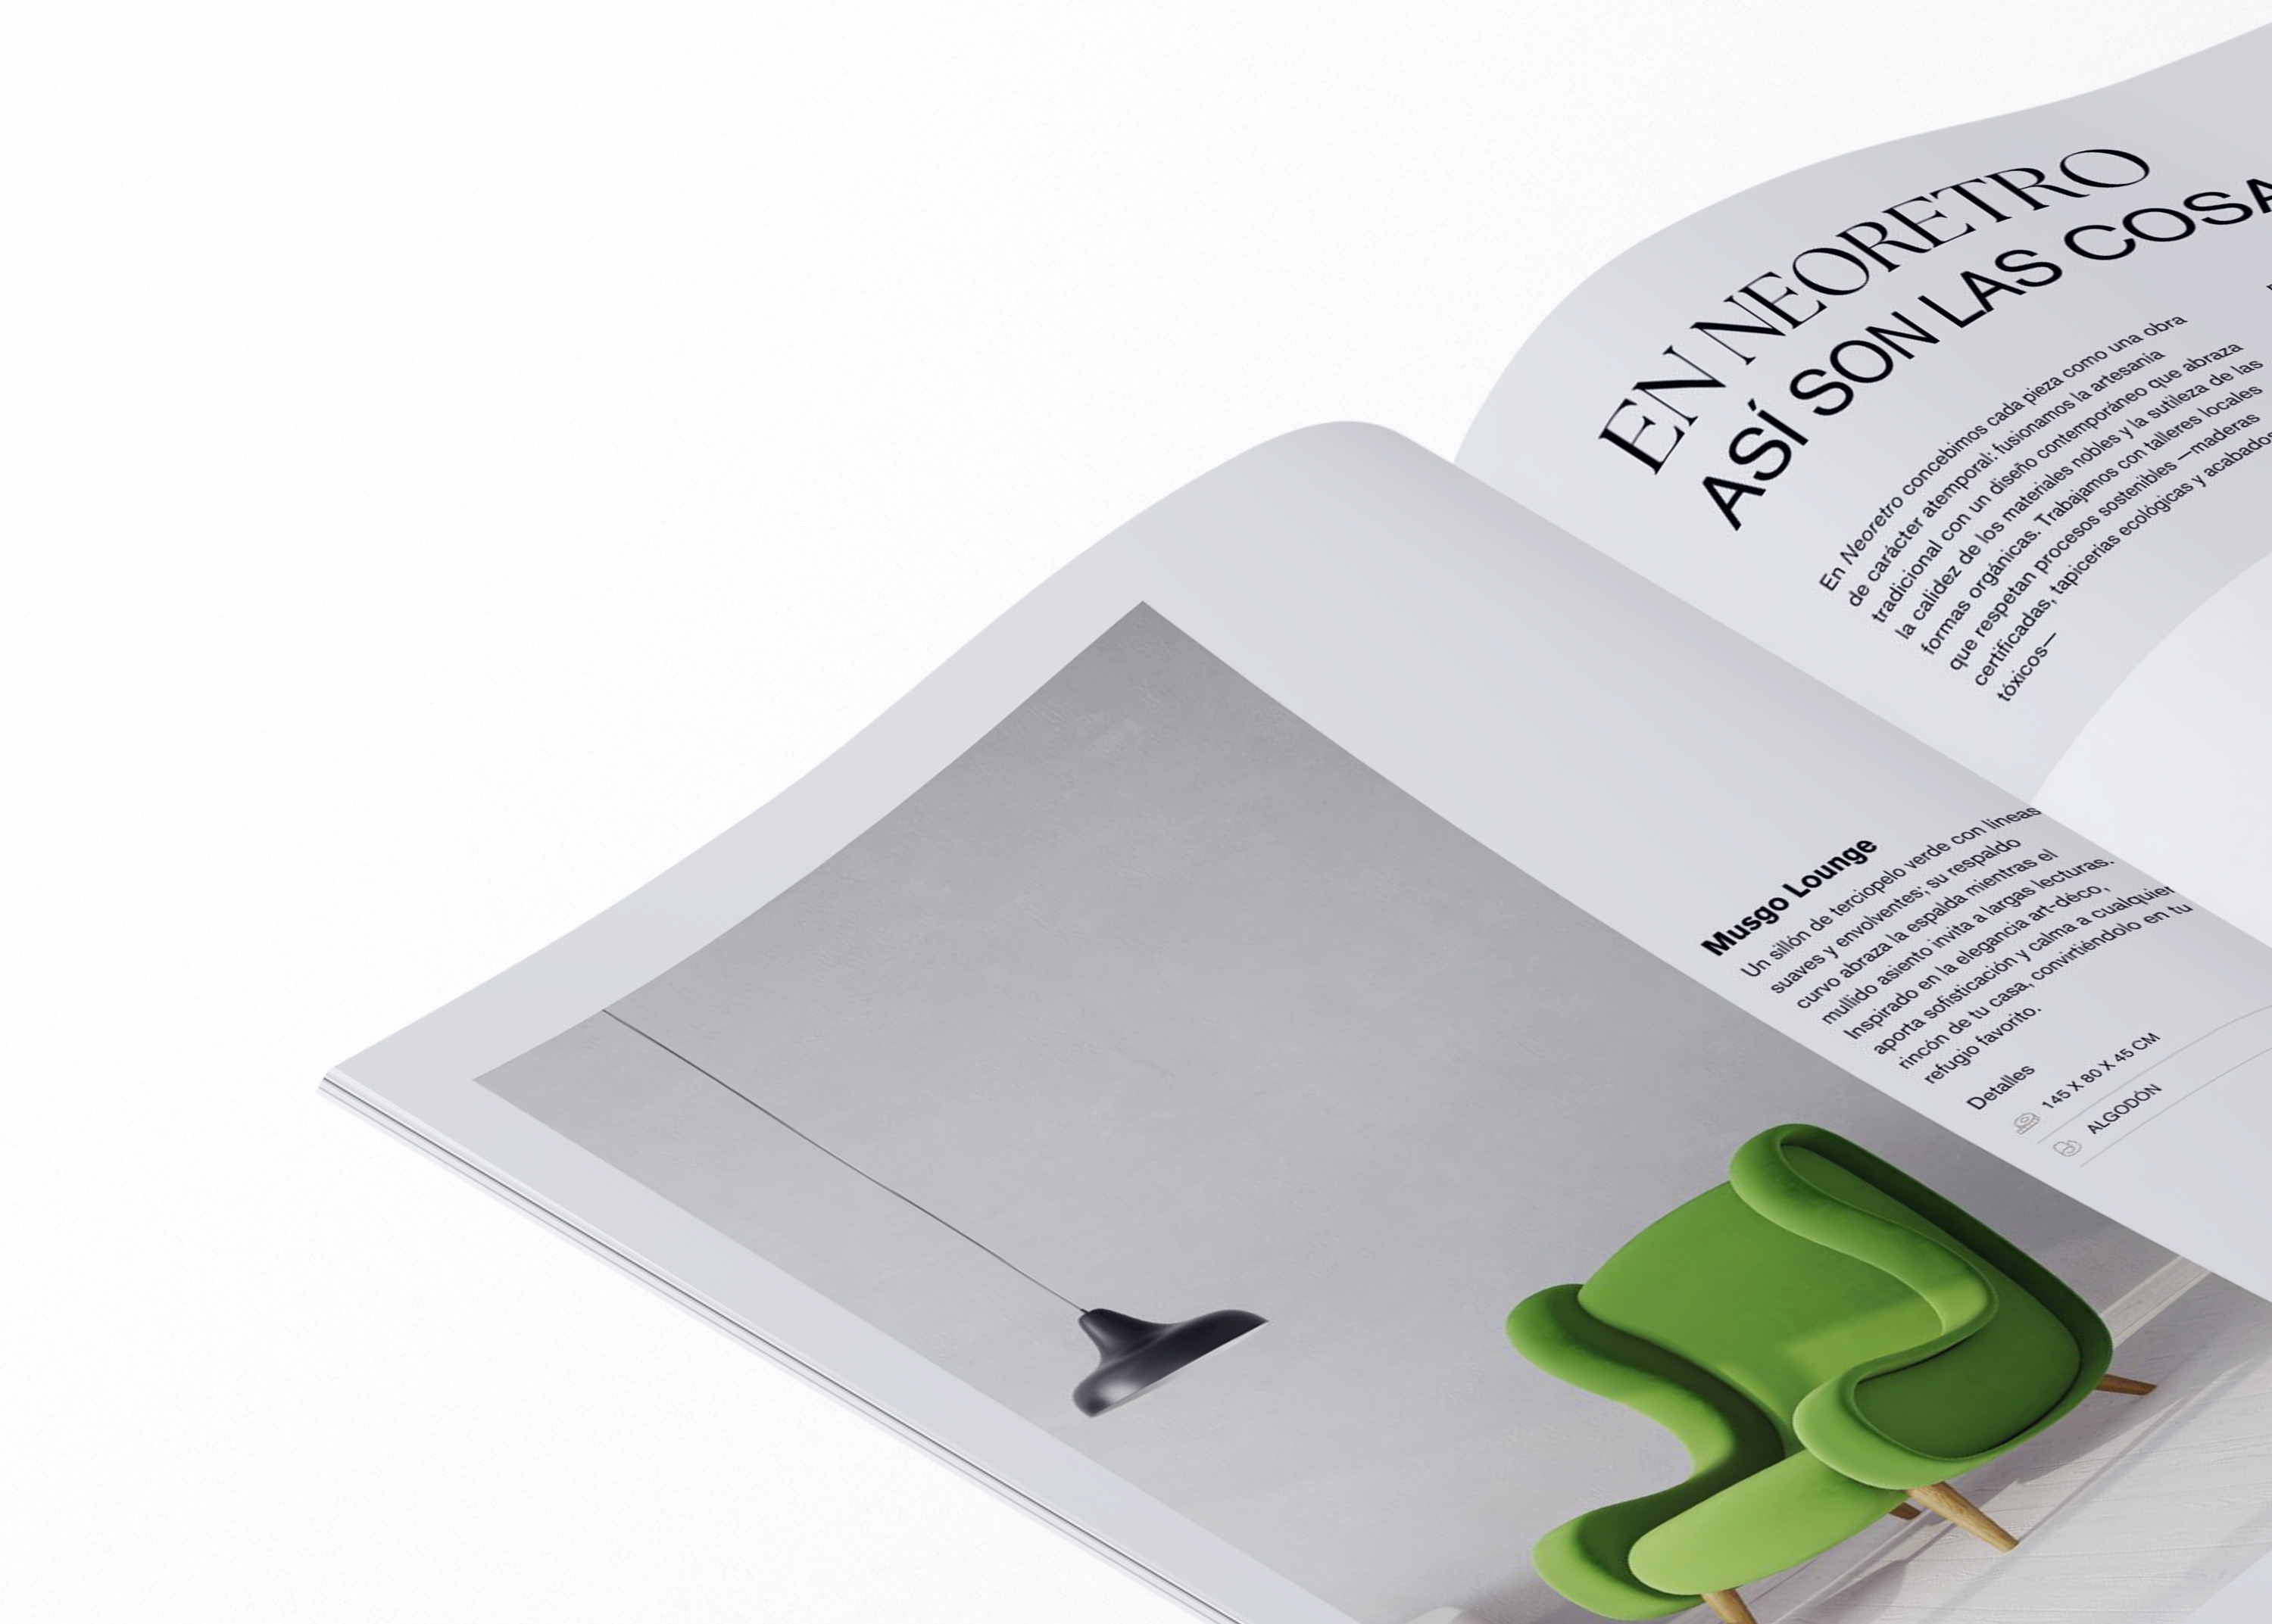 EN NEORETRO
ASÍ SON LAS COSA
En Neoretro concebimos cada pieza como una obra
de carácter atemporal: fusionamos la artesanía
tradicional con un diseño contemporáneo que abraza
la calidez de los materiales nobles y la sutileza de las
formas orgánicas. Trabajamos con talleres locales
que respetan procesos sostenibles —maderas
certificadas, tapicerías ecológicas y acabados
tóxicos—
Musgo Lounge
Un sillón de terciopelo verde con líneas
suaves y envolventes; su respaldo
curvo abraza la espalda mientras el
mullido asiento invita a largas lecturas.
Inspirado en la elegancia art-déco,
aporta sofisticación y calma a cualquier
rincón de tu casa, convirtiéndolo en tu
refugio favorito.
Detalles
145 X 80 X 45 CM
ALGODÓN